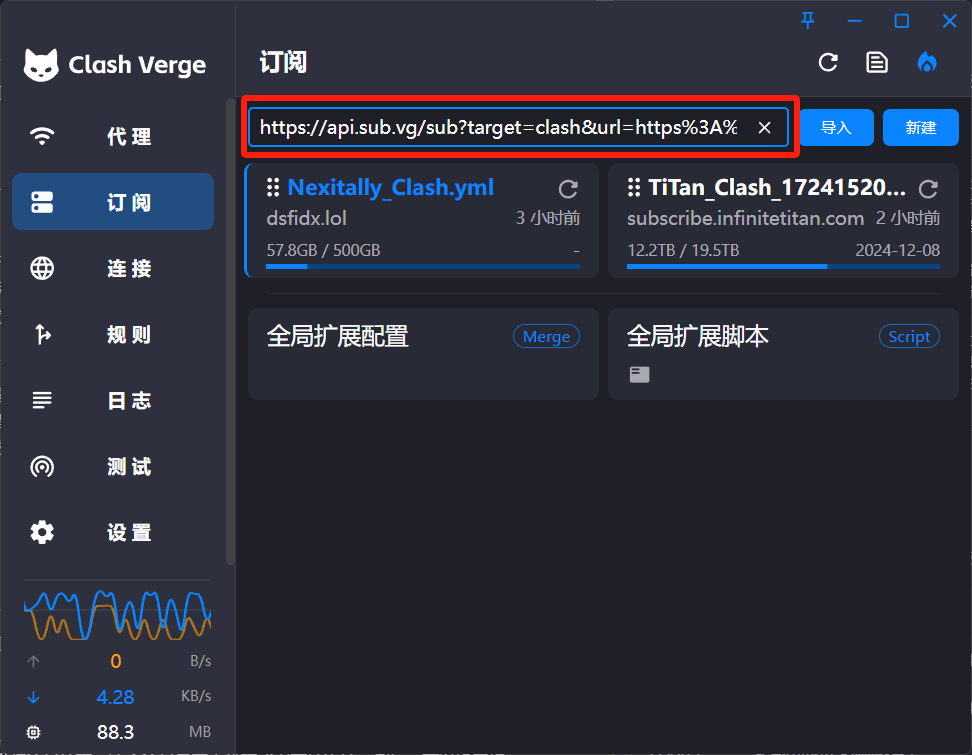 Clash Verge
订阅
代理
订阅
连接
规则
日志
测试
设置
0 B/s
4.28 KB/s
88.3 MB
https://api.sub.vg/sub?target=clash&url=https%3A%
导入
新建
Nexitally_Clash.yml
dsfidx.lol 3 小时前
57.8GB / 500GB -
TiTan_Clash_17241520...
subscribe.infinitetitan.com 2 小时前
12.2TB / 19.5TB 2024-12-08
全局扩展配置 Merge
全局扩展脚本 Script